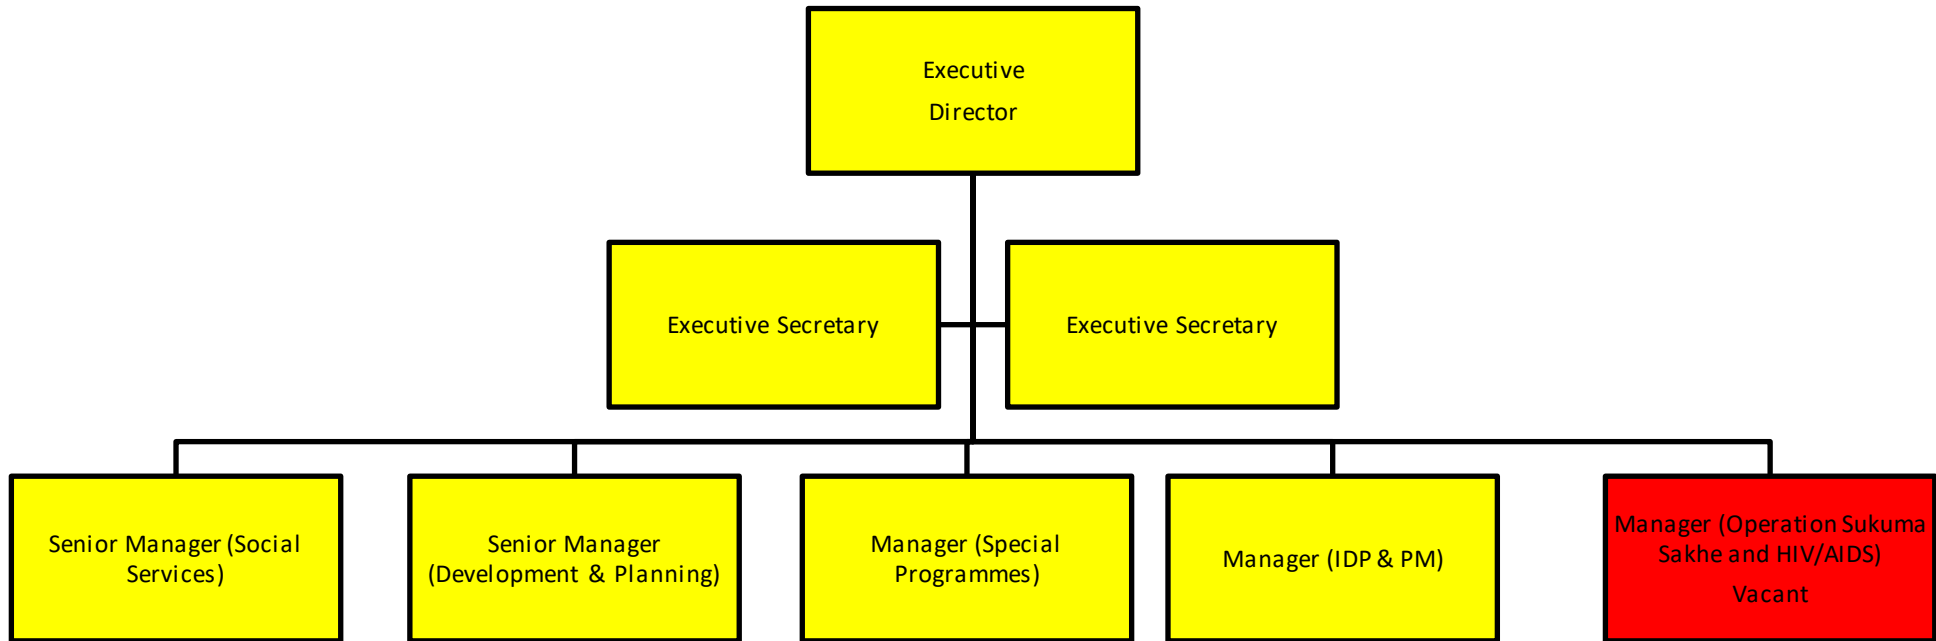 Executive
Director
Executive Secretary
Executive Secretary
Senior Manager (Social
Services)
Senior Manager
(Development & Planning)
Manager (Special
Programmes)
Manager (IDP & PM)
Manager (Operation Sukuma
Sakhe and HIV/AIDS)
Vacant